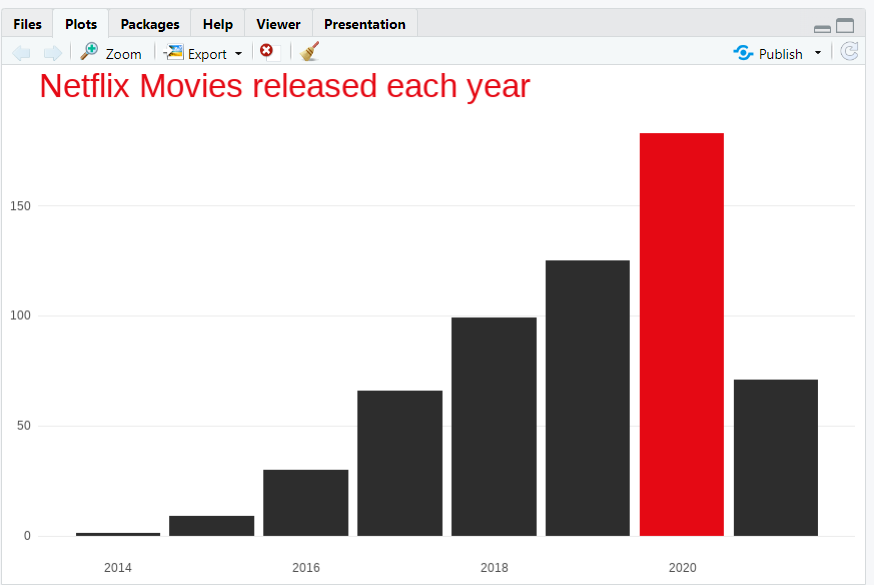 Files Plots Packages Help Viewer Presentation
Zoom Export Publish
Netflix Movies released each year
150
100
50
0
2014 2016 2018 2020